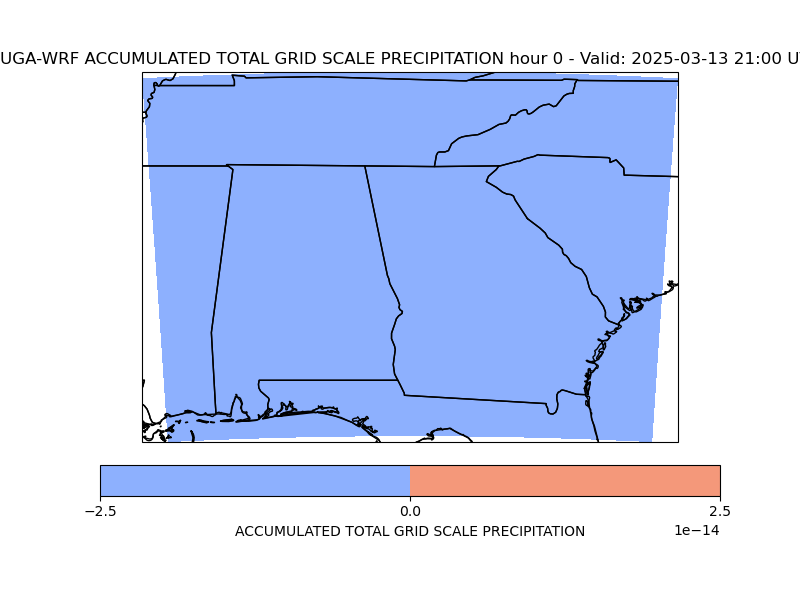 UGA-WRF ACCUMULATED TOTAL GRID SCALE PRECIPITATION hour 0 - Valid: 2025-03-13 21:00 U
−2.5 0.0 2.5
1e−14
ACCUMULATED TOTAL GRID SCALE PRECIPITATION